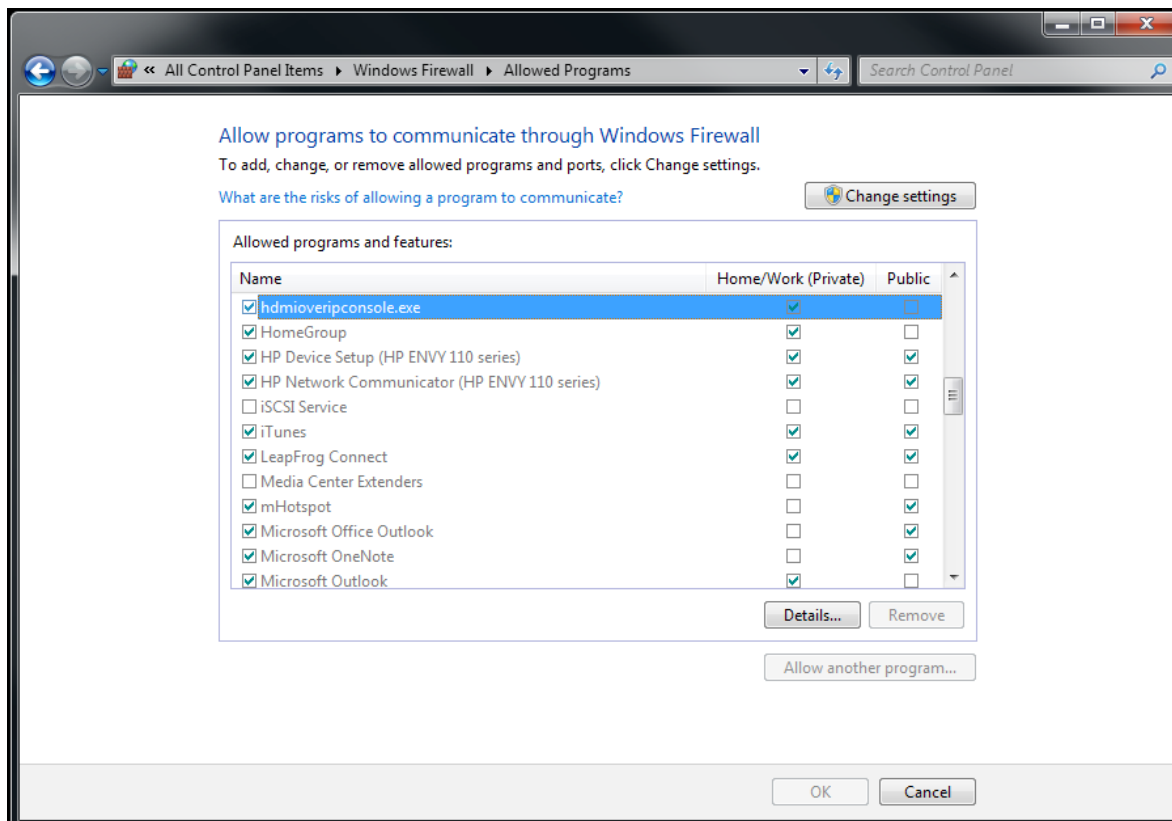 « All Control Panel Items ▸ Windows Firewall ▸ Allowed Programs Search Control Panel
Allow programs to communicate through Windows Firewall
To add, change, or remove allowed programs and ports, click Change settings.
What are the risks of allowing a program to communicate?
Change settings
Allowed programs and features:
Name Home/Work (Private) Public
hdmioveripconsole.exe
HomeGroup
HP Device Setup (HP ENVY 110 series)
HP Network Communicator (HP ENVY 110 series)
iSCSI Service
iTunes
LeapFrog Connect
Media Center Extenders
mHotspot
Microsoft Office Outlook
Microsoft OneNote
Microsoft Outlook
Details... Remove
Allow another program...
OK Cancel